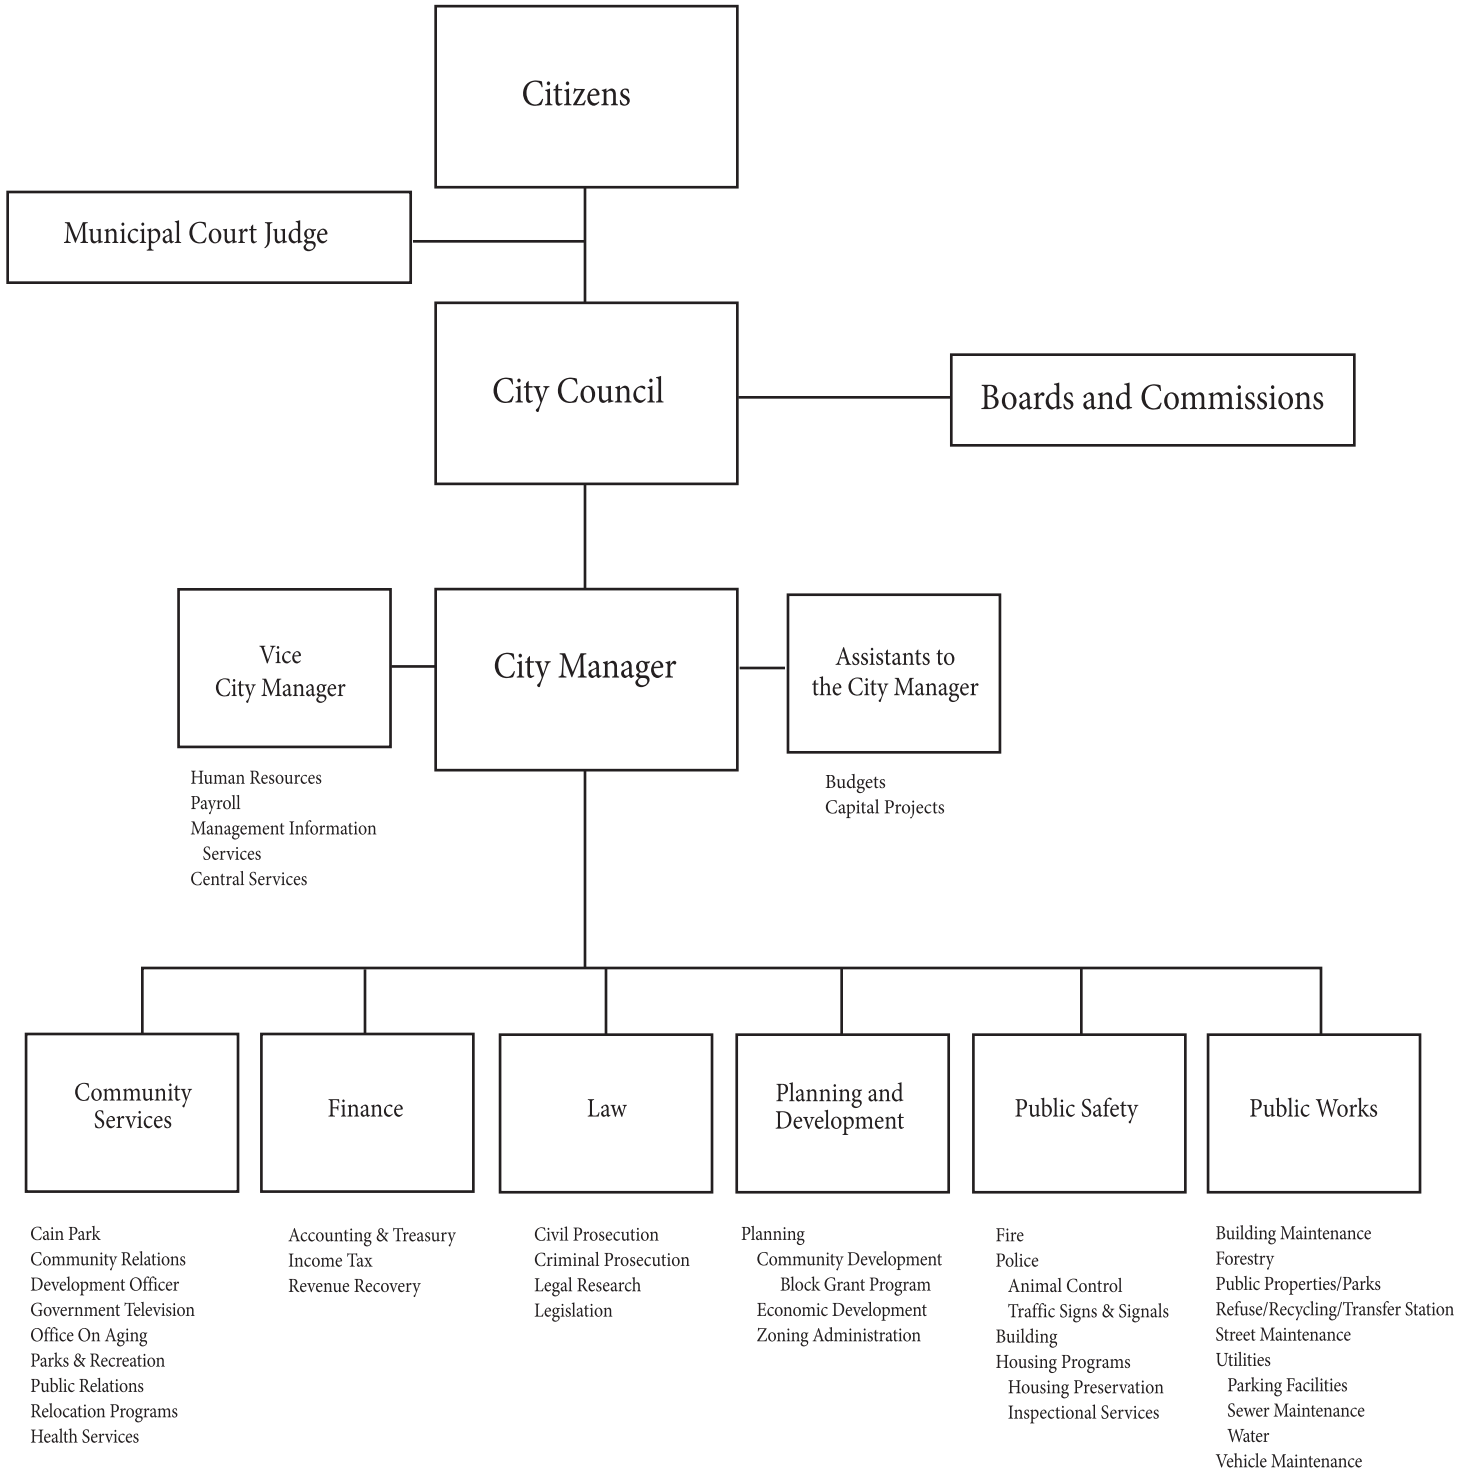 Citizens
Municipal Court Judge
City Council
Boards and Commissions
Vice
City Manager
City Manager
Assistants to
the City Manager
Human Resources
Payroll
Management Information
Services
Central Services
Budgets
Capital Projects
Community
Services
Finance
Law
Planning and
Development
Public Safety
Public Works
Cain Park
Community Relations
Development Officer
Government Television
Office On Aging
Parks & Recreation
Public Relations
Relocation Programs
Health Services
Accounting & Treasury
Income Tax
Revenue Recovery
Civil Prosecution
Criminal Prosecution
Legal Research
Legislation
Planning
Community Development
Block Grant Program
Economic Development
Zoning Administration
Fire
Police
Animal Control
Traffic Signs & Signals
Building
Housing Programs
Housing Preservation
Inspectional Services
Building Maintenance
Forestry
Public Properties/Parks
Refuse/Recycling/Transfer Station
Street Maintenance
Utilities
Parking Facilities
Sewer Maintenance
Water
Vehicle Maintenance